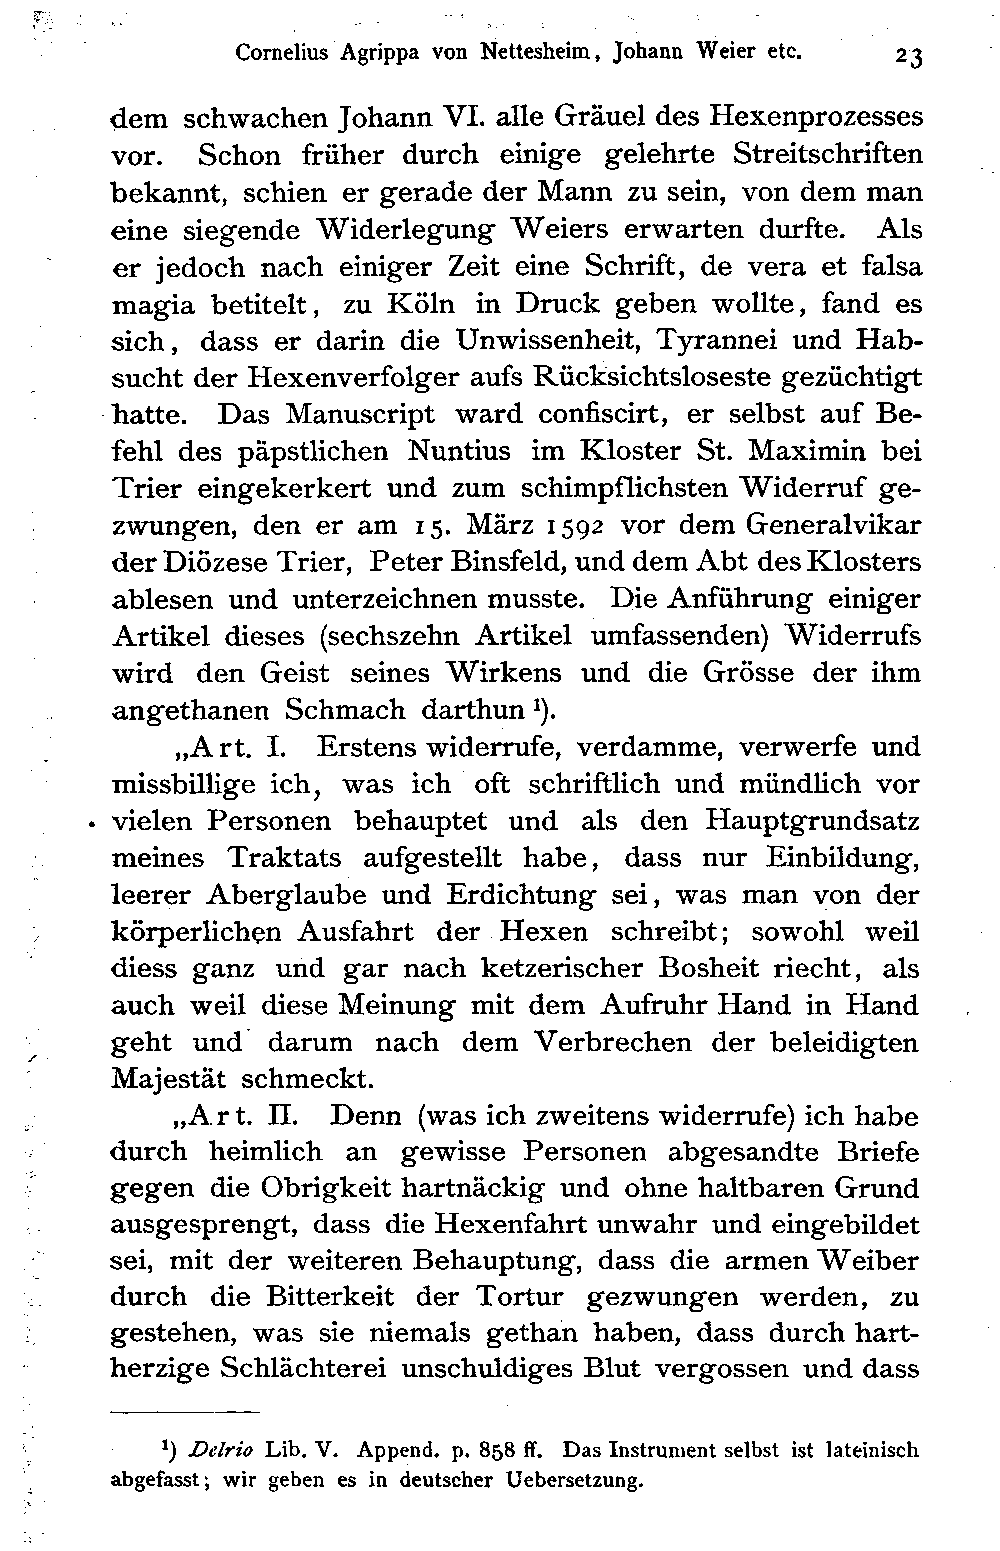 Cornelius Agrippa von Nettesheim, Johann Weier etc. 23
dem schwachen Johann VI. alle Gräuel des Hexenprozesses
vor. Schon früher durch einige gelehrte Streitschriften
bekannt, schien er gerade der Mann zu sein, von dem man
eine siegende Widerlegung Weiers erwarten durfte. Als
er jedoch nach einiger Zeit eine Schrift, de vera et falsa
magia betitelt, zu Köln in Druck geben wollte, fand es
sich, dass er darin die Unwissenheit, Tyrannei und Hab-
sucht der Hexenverfolger aufs Rücksichtsloseste gezüchtigt
hatte. Das Manuscript ward confiscirt, er selbst auf Be-
fehl des päpstlichen Nuntius im Kloster St. Maximin bei
Trier eingekerkert und zum schimpflichsten Widerruf ge-
zwungen, den er am 15. März 1592 vor dem Generalvikar
der Diözese Trier, Peter Binsfeld, und dem Abt des Klosters
ablesen und unterzeichnen musste. Die Anführung einiger
Artikel dieses (sechszehn Artikel umfassenden) Widerrufs
wird den Geist seines Wirkens und die Grösse der ihm
angethanen Schmach darthun ¹).
„Art. I. Erstens widerrufe, verdamme, verwerfe und
missbillige ich, was ich oft schriftlich und mündlich vor
vielen Personen behauptet und als den Hauptgrundsatz
meines Traktats aufgestellt habe, dass nur Einbildung,
leerer Aberglaube und Erdichtung sei, was man von der
körperlichen Ausfahrt der Hexen schreibt; sowohl weil
diess ganz und gar nach ketzerischer Bosheit riecht, als
auch weil diese Meinung mit dem Aufruhr Hand in Hand
geht und darum nach dem Verbrechen der beleidigten
Majestät schmeckt.
„Art. II. Denn (was ich zweitens widerrufe) ich habe
durch heimlich an gewisse Personen abgesandte Briefe
gegen die Obrigkeit hartnäckig und ohne haltbaren Grund
ausgesprengt, dass die Hexenfahrt unwahr und eingebildet
sei, mit der weiteren Behauptung, dass die armen Weiber
durch die Bitterkeit der Tortur gezwungen werden, zu
gestehen, was sie niemals gethan haben, dass durch hart-
herzige Schlächterei unschuldiges Blut vergossen und dass
¹) Delrio Lib. V. Append. p. 858 ff. Das Instrument selbst ist lateinisch
abgefasst; wir geben es in deutscher Uebersetzung.